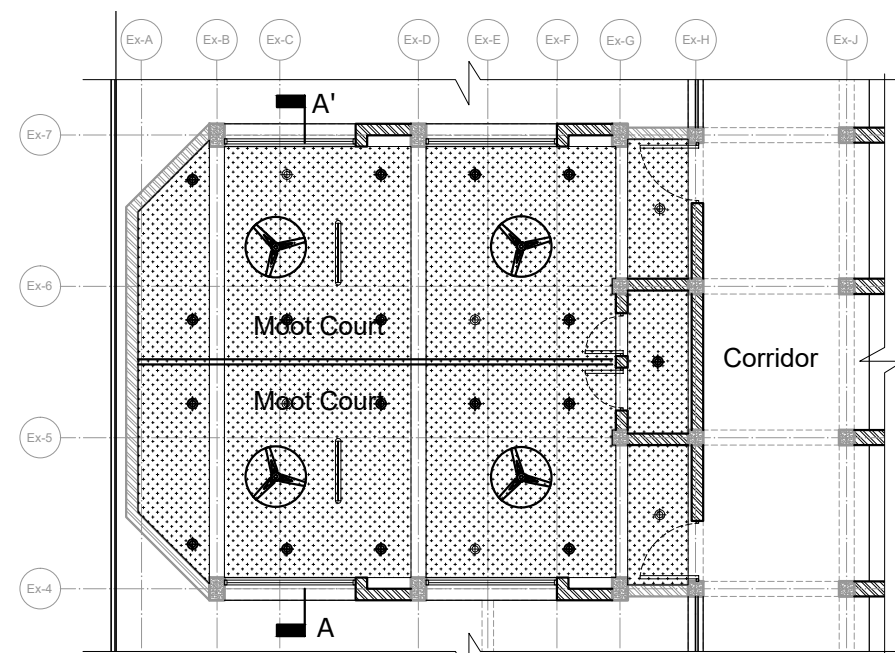 Ex-A Ex-B Ex-C Ex-D Ex-E Ex-F Ex-G Ex-H Ex-J
A'
Ex-7
Ex-6
Moot Court
Corridor
Moot Court
Ex-5
Ex-4
A